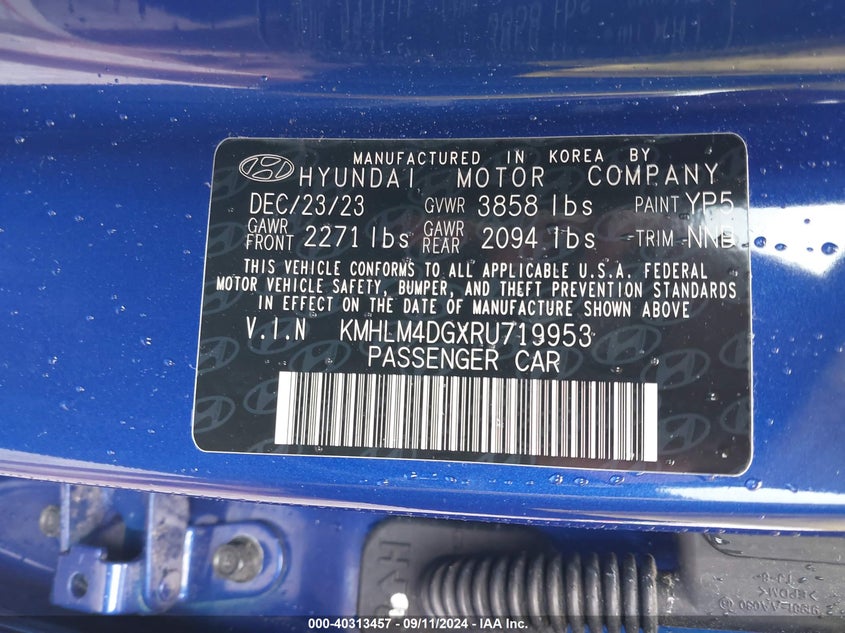 MANUFACTURED IN KOREA BY
HYUNDAI MOTOR COMPANY
DEC/23/23 GVWR 3858 lbs PAINT YP5
GAWR FRONT 2271 lbs GAWR REAR 2094 lbs TRIM NNB
THIS VEHICLE CONFORMS TO ALL APPLICABLE U.S.A. FEDERAL
MOTOR VEHICLE SAFETY, BUMPER, AND THEFT PREVENTION STANDARDS
IN EFFECT ON THE DATE OF MANUFACTURE SHOWN ABOVE
V.I.N KMHLM4DGXRU719953
PASSENGER CAR
000-40313457 - 09/11/2024 - IAA Inc.